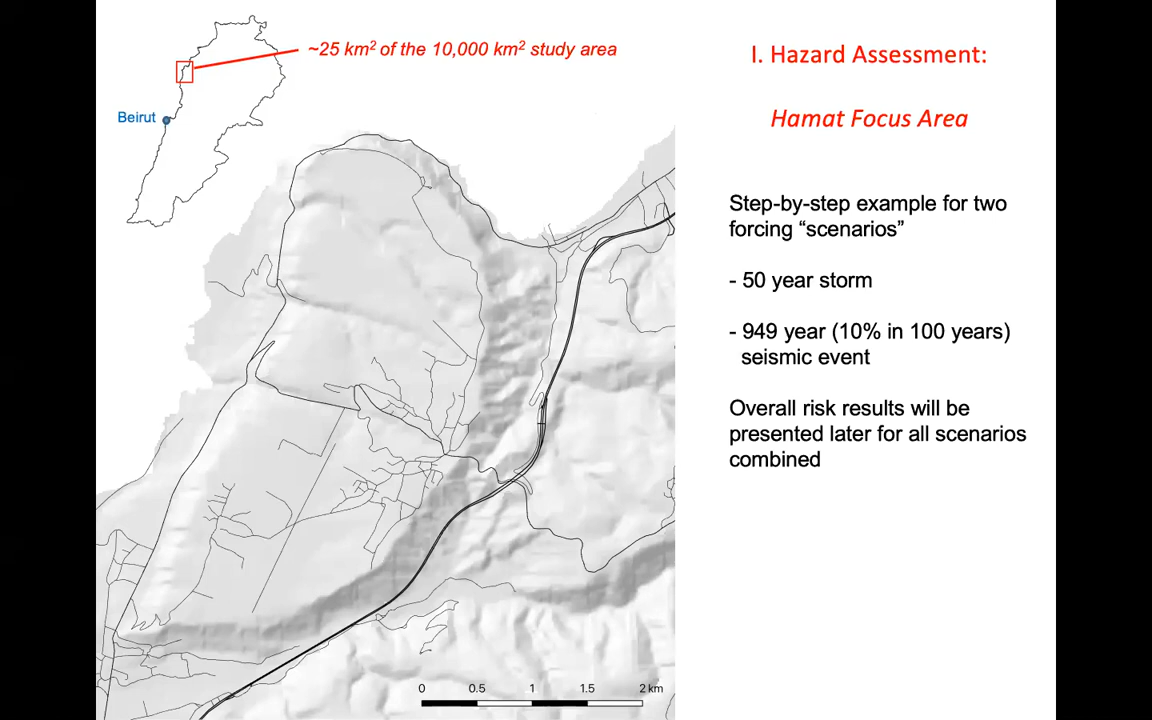 ~25 km² of the 10,000 km² study area
Beirut
I. Hazard Assessment:
Hamat Focus Area
Step-by-step example for two
forcing “scenarios”
- 50 year storm
- 949 year (10% in 100 years)
seismic event
Overall risk results will be
presented later for all scenarios
combined
0 0.5 1 1.5 2 km